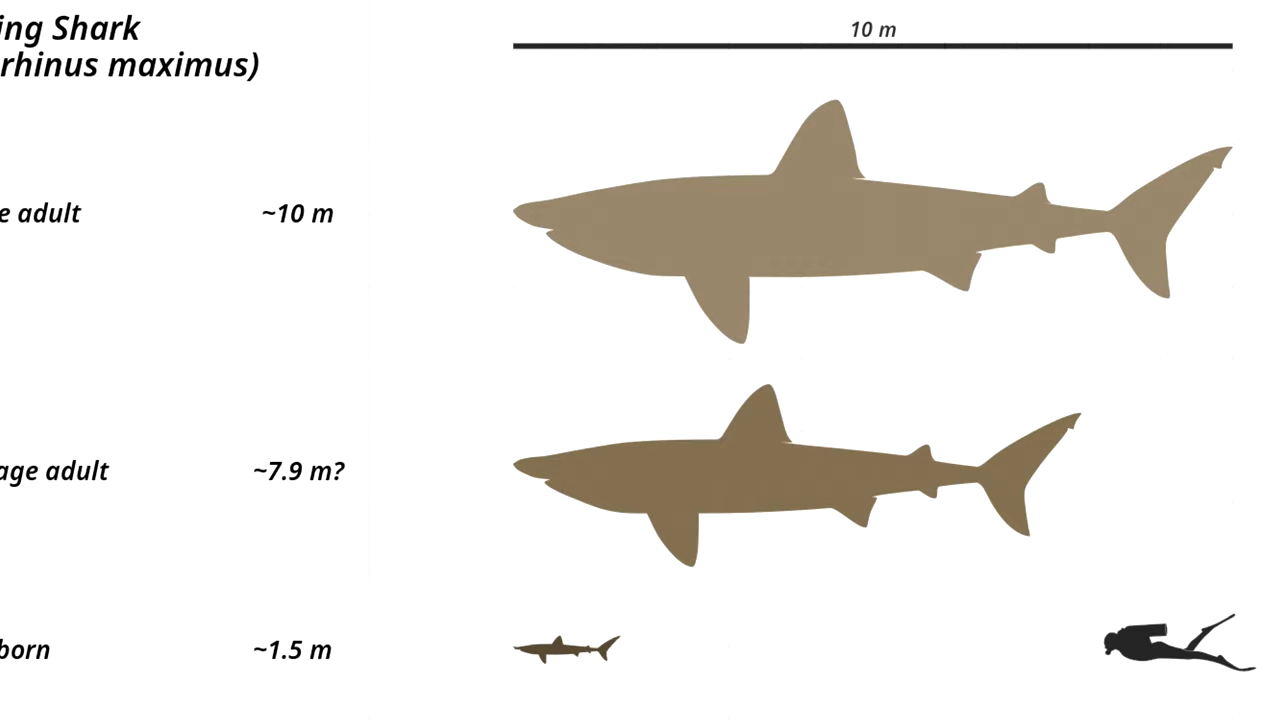 ing Shark
rhinus maximus)
10 m
e adult ~10 m
age adult ~7.9 m?
born ~1.5 m